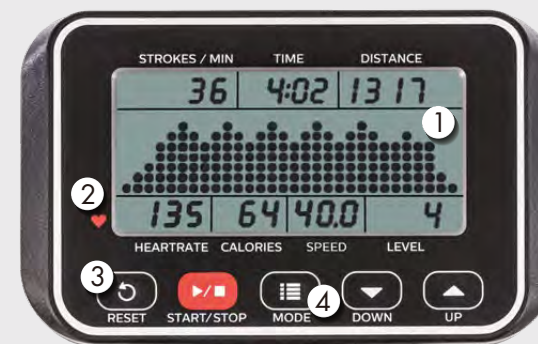 STROKES / MIN TIME DISTANCE
36 4:02 1317
1
2
135 64 40.0 4
HEARTRATE CALORIES SPEED LEVEL
3
4
RESET START/STOP MODE DOWN UP